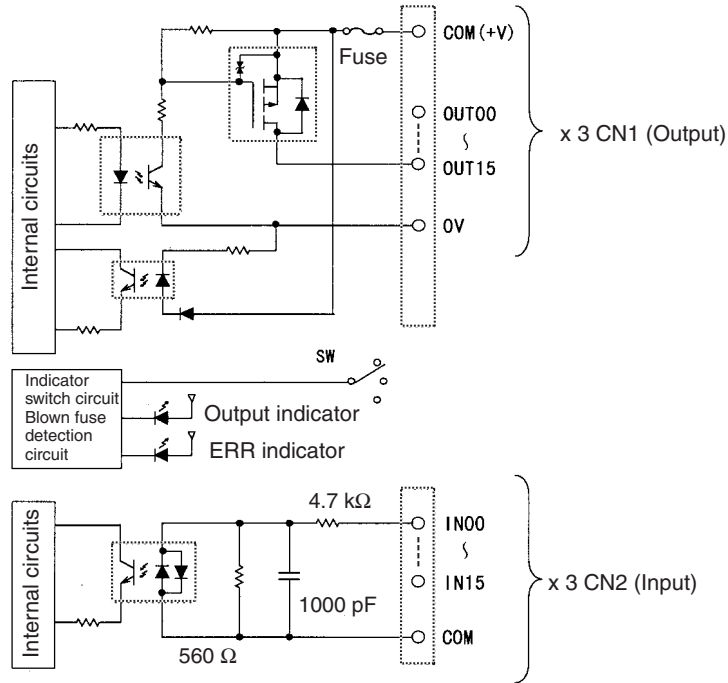 COM(+V)
Fuse
OUT00
~
OUT15
x 3 CN1 (Output)
0V
Internal circuits
SW
Indicator
switch circuit
Blown fuse
detection
circuit
Output indicator
ERR indicator
Internal circuits
4.7 kΩ
IN00
~
IN15
x 3 CN2 (Input)
1000 pF
COM
560 Ω